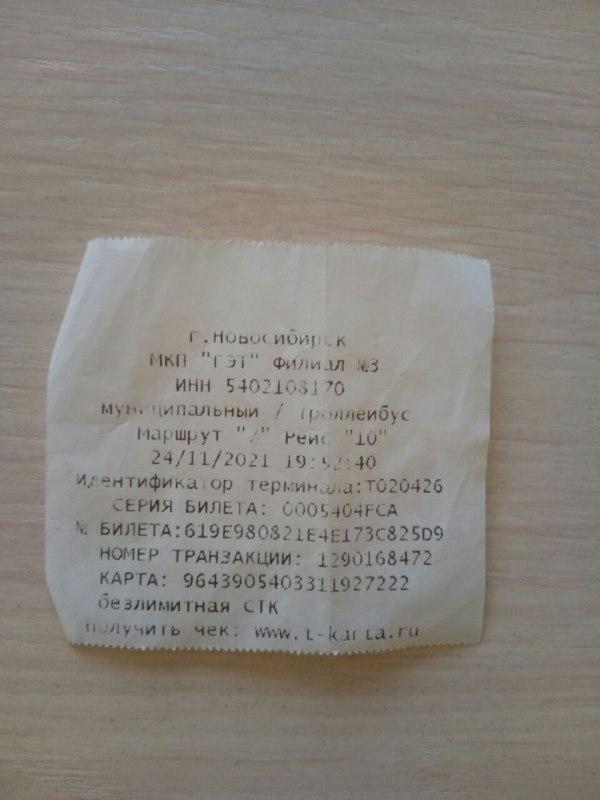 г.Новосибирск
МКП "ГЭТ" Филиал №3
ИНН 5402108170
муниципальный / троллейбус
Маршрут "7" Рейс "10"
24/11/2021 19:52:40
Идентификатор терминала:T020426
СЕРИЯ БИЛЕТА: 0005404FCA
№ БИЛЕТА:619E980821E4E173C825D9
НОМЕР ТРАНЗАКЦИИ: 1290168472
КАРТА: 9643905403311927222
безлимитная СТК
получить чек: www.t-karta.ru